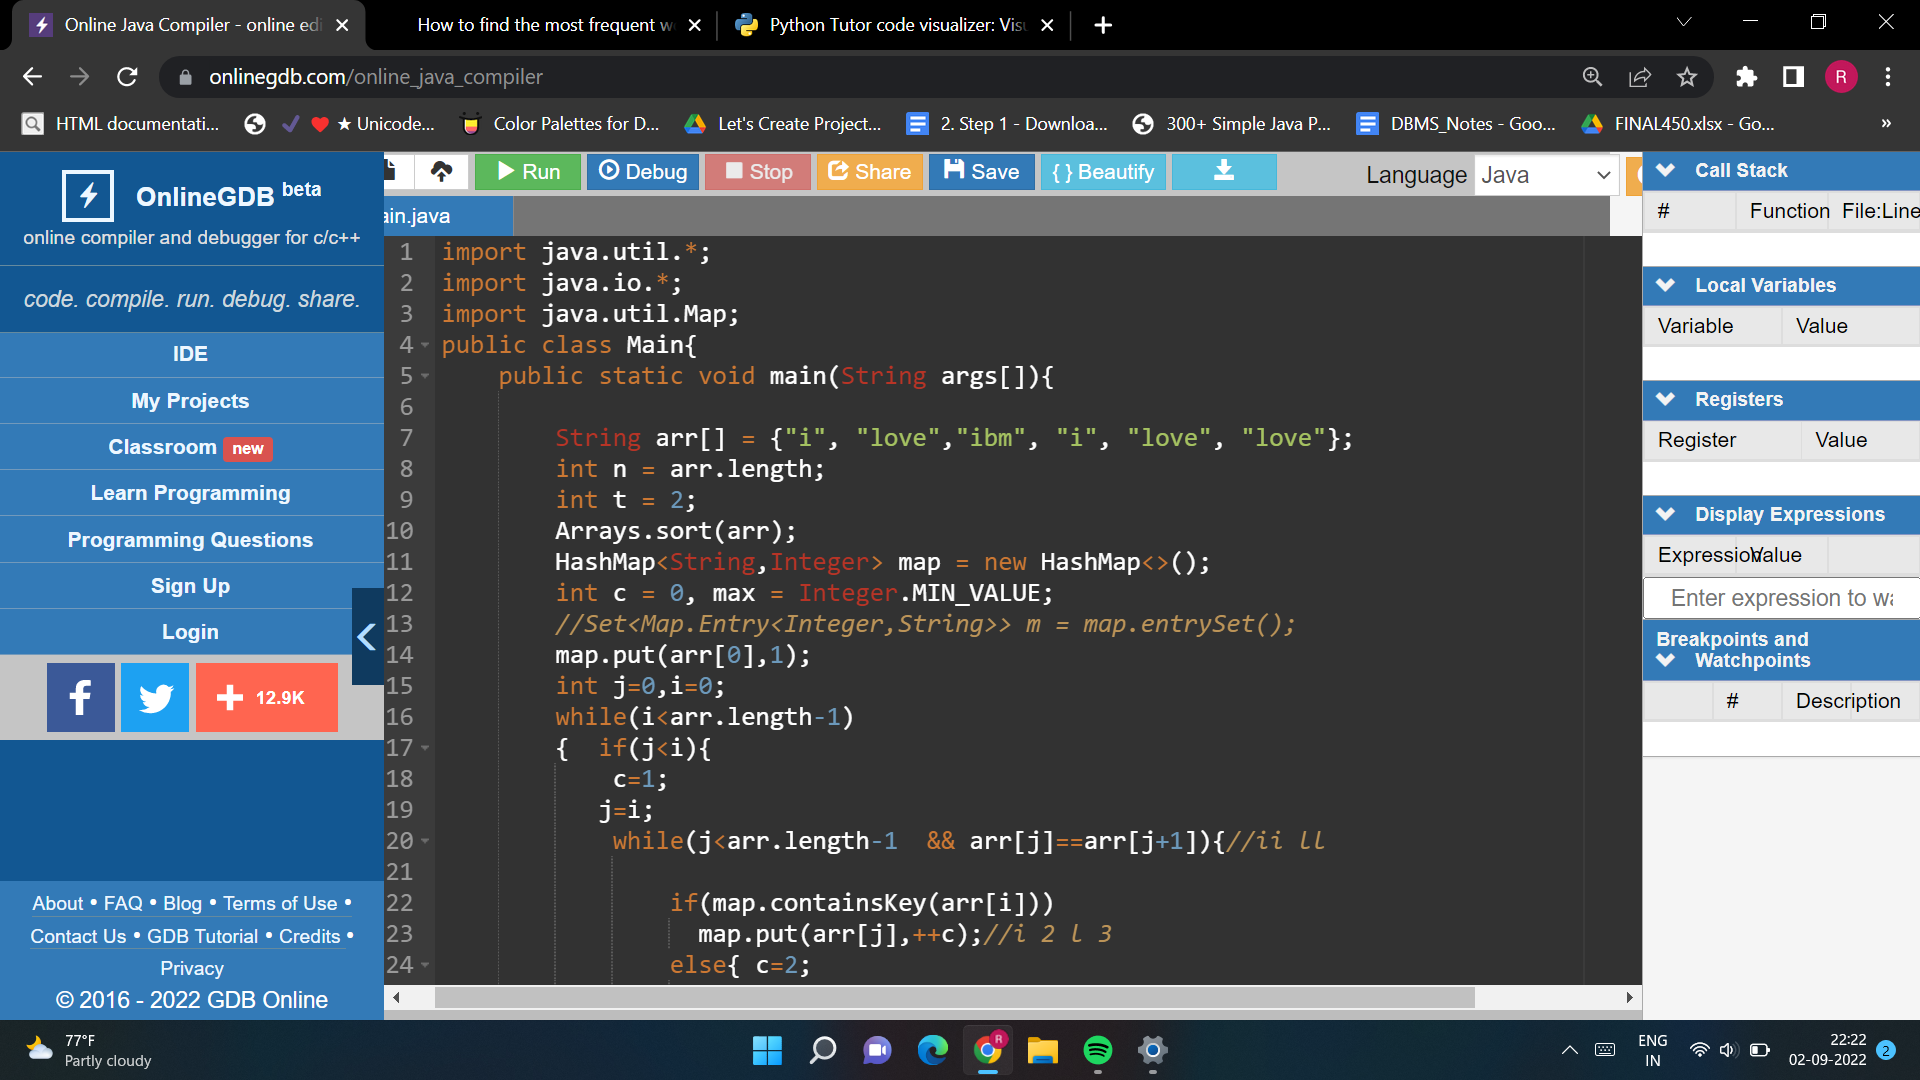 Online Java Compiler - online edi
How to find the most frequent w
Python Tutor code visualizer: Vis
onlinegdb.com/online_java_compiler
R
HTML documentati...
★ Unicode...
Color Palettes for D...
Let's Create Project...
2. Step 1 - Downloa...
300+ Simple Java P...
DBMS_Notes - Goo...
FINAL450.xlsx - Go...
»
OnlineGDB beta
online compiler and debugger for c/c++
code. compile. run. debug. share.
IDE
My Projects
Classroom new
Learn Programming
Programming Questions
Sign Up
Login
12.9K
About • FAQ • Blog • Terms of Use •
Contact Us • GDB Tutorial • Credits •
Privacy
© 2016 - 2022 GDB Online
Run
Debug
Stop
Share
Save
{ } Beautify
Language Java
ain.java
1 import java.util.*;
2 import java.io.*;
3 import java.util.Map;
4 public class Main{
5 public static void main(String args[]){
6
7 String arr[] = {"i", "love","ibm", "i", "love", "love"};
8 int n = arr.length;
9 int t = 2;
10 Arrays.sort(arr);
11 HashMap<String,Integer> map = new HashMap<>();
12 int c = 0, max = Integer.MIN_VALUE;
13 //Set<Map.Entry<Integer,String>> m = map.entrySet();
14 map.put(arr[0],1);
15 int j=0,i=0;
16 while(i<arr.length-1)
17 {  if(j<i){
18 c=1;
19 j=i;
20 while(j<arr.length-1  && arr[j]==arr[j+1]){//ii ll
21
22 if(map.containsKey(arr[i]))
23 map.put(arr[j],++c);//i 2 l 3
24 else{ c=2;
Call Stack
# Function File:Line
Local Variables
Variable Value
Registers
Register Value
Display Expressions
Expression Value
Enter expression to wa
Breakpoints and
Watchpoints
# Description
77°F
Partly cloudy
R
ENG
IN
22:22
02-09-2022
2